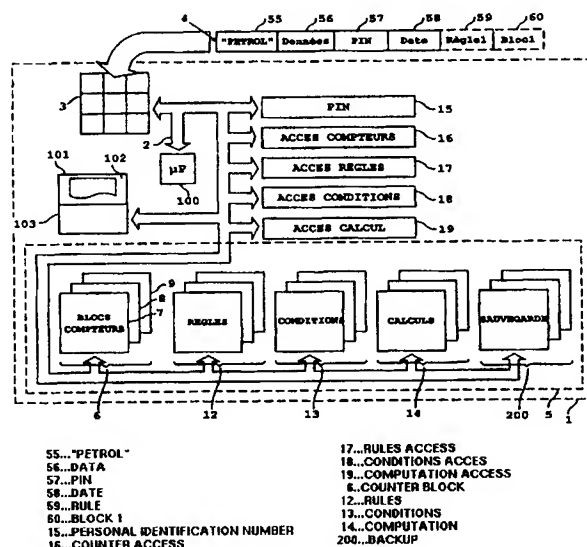 55 56 57 58 59 60
4 "PETROL" Données PIN Date Règle1 Bloc1
3
2
µP
100
101 102
103
PIN 15
ACCES COMPTEURS 16
ACCES REGLES 17
ACCES CONDITIONS 18
ACCES CALCUL 19
9
8
7
BLOCS COMPTEURS
REGLES
CONDITIONS
CALCULS
SAUVEGARDE
6 12 13 14 200 5 1
55..."PETROL"
56...DATA
57...PIN
58...DATE
59...RULE
60...BLOCK 1
15...PERSONAL IDENTIFICATION NUMBER
16...COUNTER ACCESS
17...RULES ACCESS
18...CONDITIONS ACCES
19...COMPUTATION ACCESS
6...COUNTER BLOCK
12...RULES
13...CONDITIONS
14...COMPUTATION
200...BACKUP